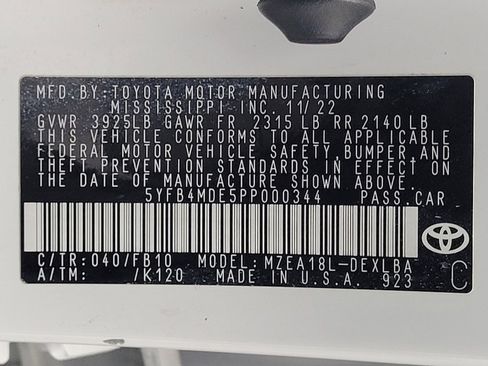 MFD. BY: TOYOTA MOTOR MANUFACTURING
MISSISSIPPI INC. 11/22
GVWR 3925LB GAWR FR 2315 LB RR 2140 LB
THIS VEHICLE CONFORMS TO ALL APPLICABLE
FEDERAL MOTOR VEHICLE SAFETY, BUMPER, AND
THEFT PREVENTION STANDARDS IN EFFECT ON
THE DATE OF MANUFACTURE SHOWN ABOVE.
5YFB4MDE5PP000344 PASS. CAR
C/TR: 040/FB10 MODEL: MZEA18L-DEXLBA
A/TM: /K120 MADE IN U.S.A. 923
C